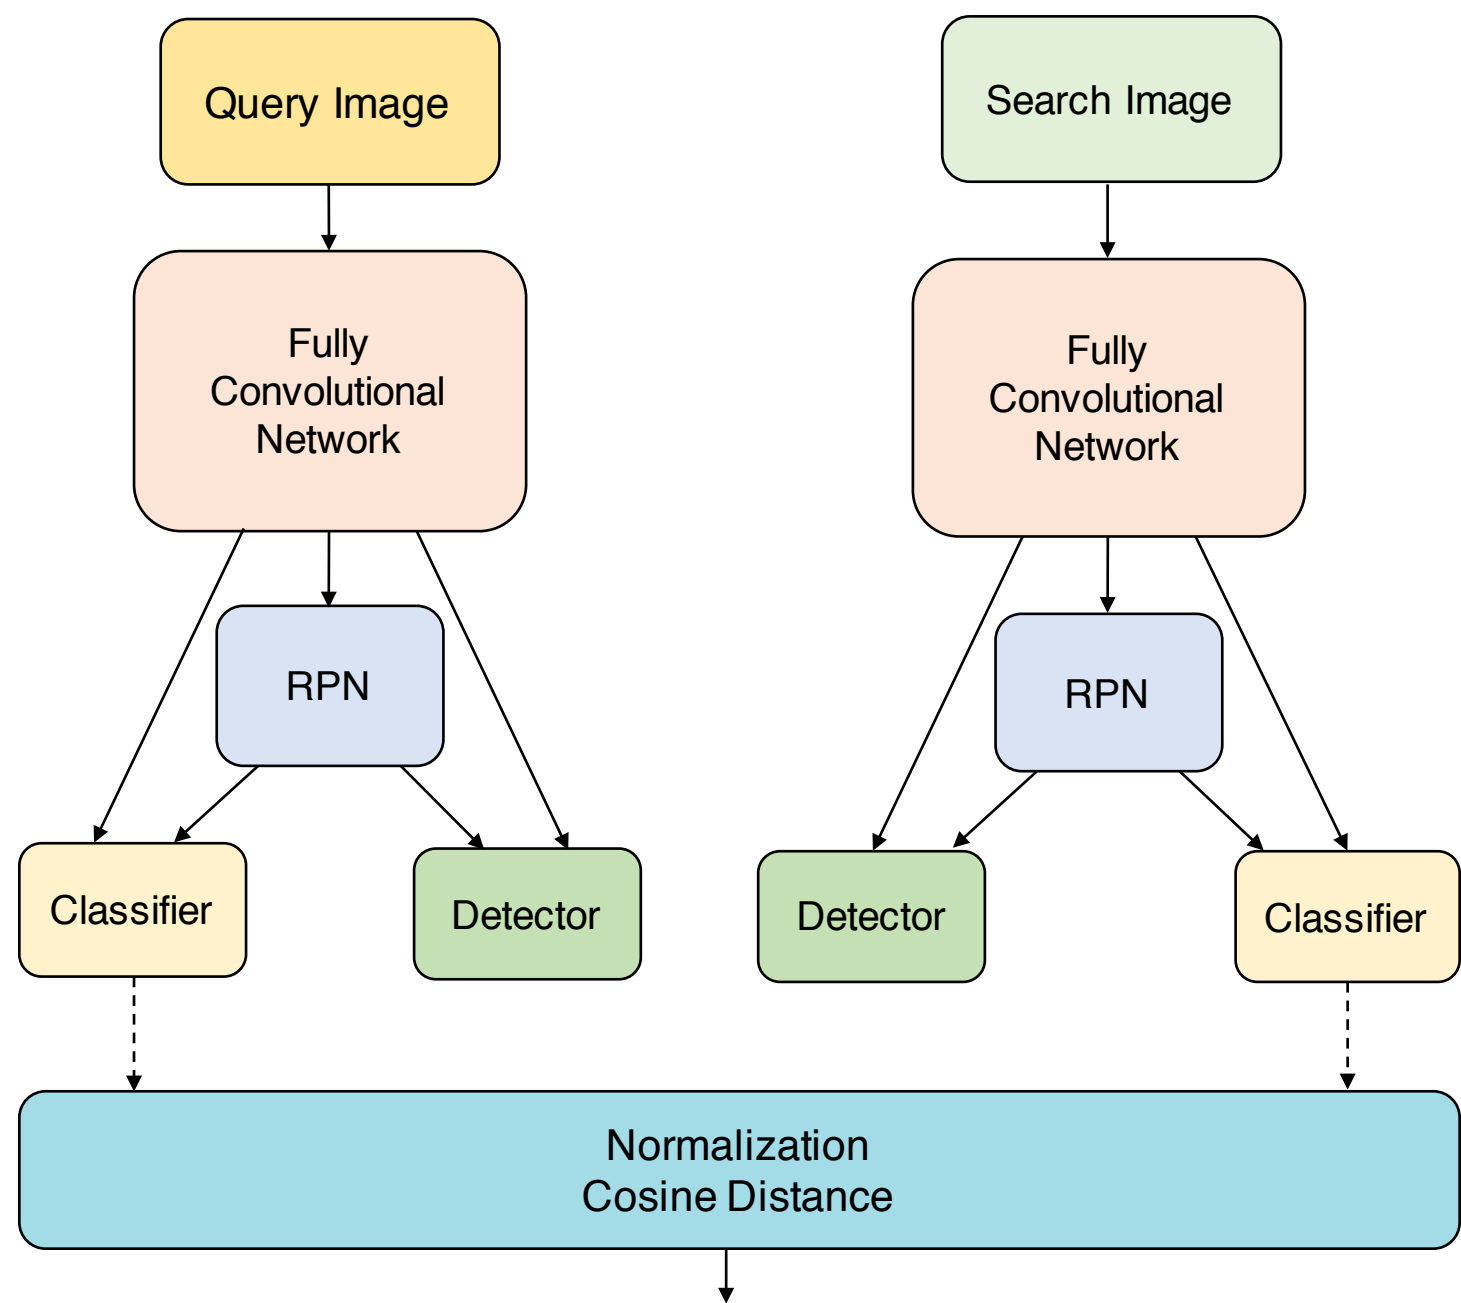 Query Image
Search Image
Fully
Convolutional
Network
Fully
Convolutional
Network
RPN
RPN
Classifier
Detector
Detector
Classifier
Normalization
Cosine Distance